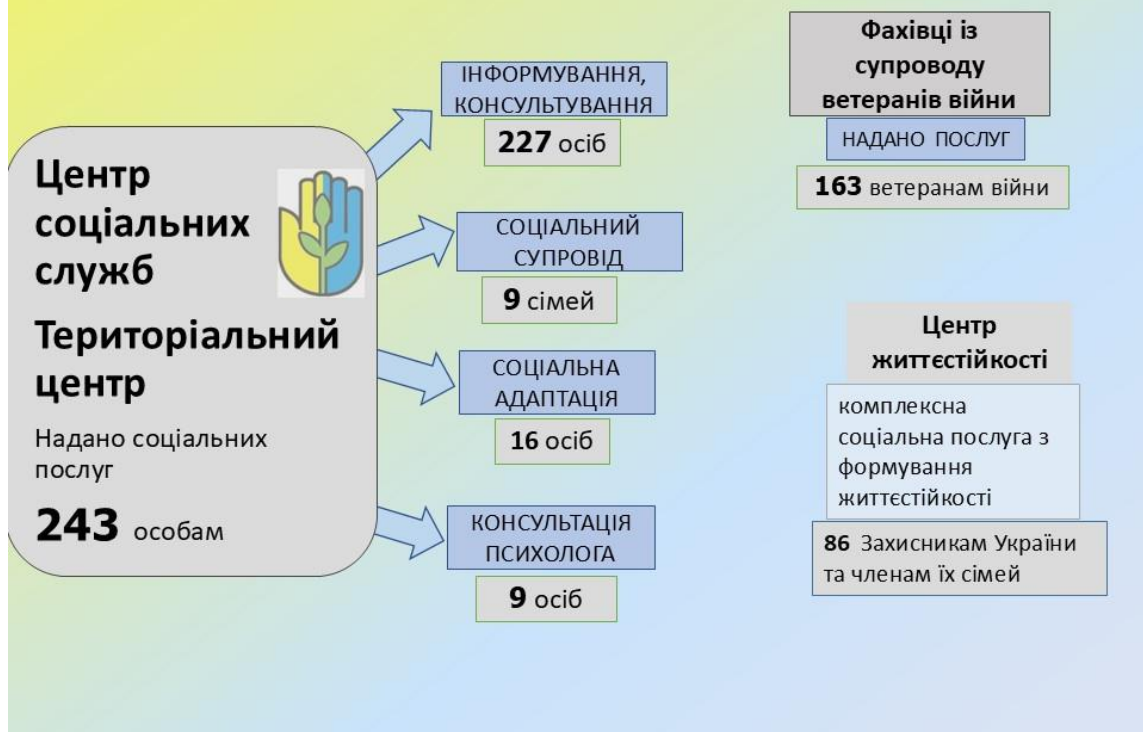 Центр
соціальних
служб
Територіальний
центр
Надано соціальних
послуг
243 особам
ІНФОРМУВАННЯ,
КОНСУЛЬТУВАННЯ
227 осіб
СОЦІАЛЬНИЙ
СУПРОВІД
9 сімей
СОЦІАЛЬНА
АДАПТАЦІЯ
16 осіб
КОНСУЛЬТАЦІЯ
ПСИХОЛОГА
9 осіб
Фахівці із
супроводу
ветеранів війни
НАДАНО ПОСЛУГ
163 ветеранам війни
Центр
життєстійкості
комплексна
соціальна послуга з
формування
життєстійкості
86 Захисникам України
та членам їх сімей